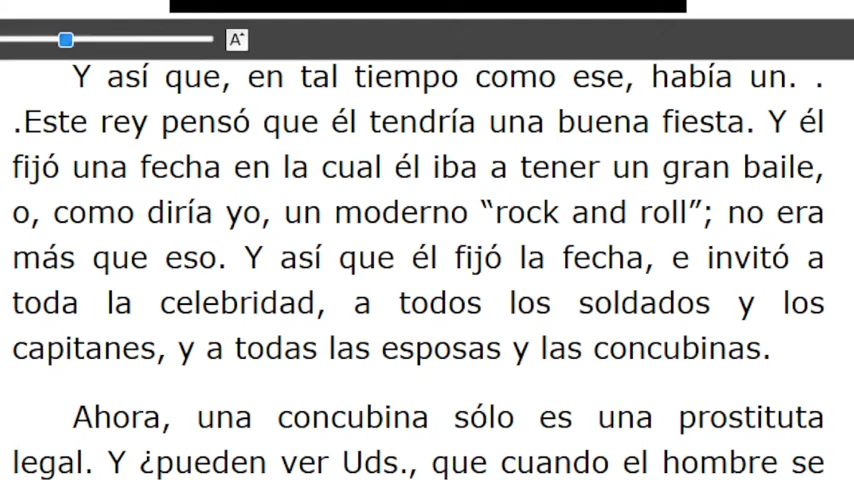 A^
Y así que, en tal tiempo como ese, había un. .
.Este rey pensó que él tendría una buena fiesta. Y él
fijó una fecha en la cual él iba a tener un gran baile,
o, como diría yo, un moderno “rock and roll”; no era
más que eso. Y así que él fijó la fecha, e invitó a
toda la celebridad, a todos los soldados y los
capitanes, y a todas las esposas y las concubinas.
Ahora, una concubina sólo es una prostituta
legal. Y ¿pueden ver Uds., que cuando el hombre se